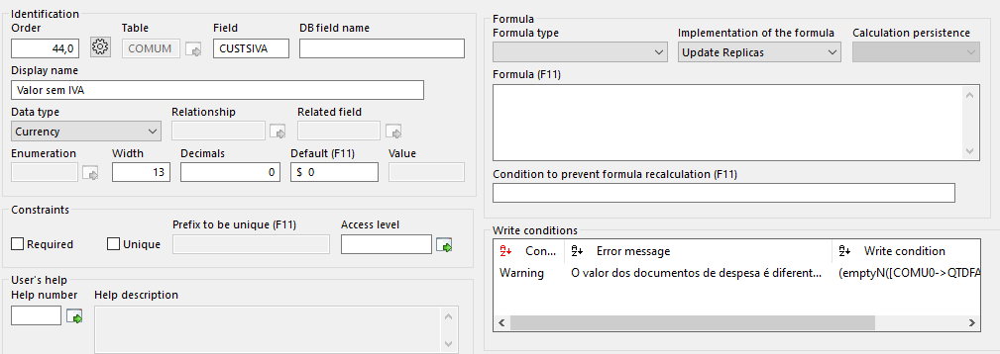 Identification
Order
Table
Field
DB field name
44,0
COMUM
CUSTSIVA
Display name
Valor sem IVA
Data type
Relationship
Related field
Currency
Enumeration
Width
Decimals
Default (F11)
Value
13
0
$ 0
Constraints
Prefix to be unique (F11)
Access level
Required
Unique
User's help
Help number
Help description
Formula
Formula type
Implementation of the formula
Calculation persistence
Update Replicas
Formula (F11)
Condition to prevent formula recalculation (F11)
Write conditions
Con...
Error message
Write condition
Warning
O valor dos documentos de despesa é diferent...
(emptyN([COMU0->QTDFA